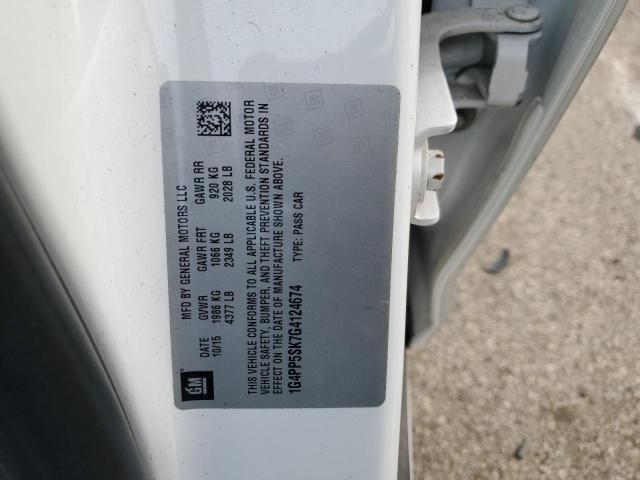 MFD BY GENERAL MOTORS LLC
DATE GVWR GAWR FRT GAWR RR
10/15 1986 KG 1066 KG 920 KG
4377 LB 2349 LB 2028 LB
THIS VEHICLE CONFORMS TO ALL APPLICABLE U.S. FEDERAL MOTOR
VEHICLE SAFETY, BUMPER, AND THEFT PREVENTION STANDARDS IN
EFFECT ON THE DATE OF MANUFACTURE SHOWN ABOVE.
1G4PP5SK7G4124674 TYPE: PASS CAR
GM